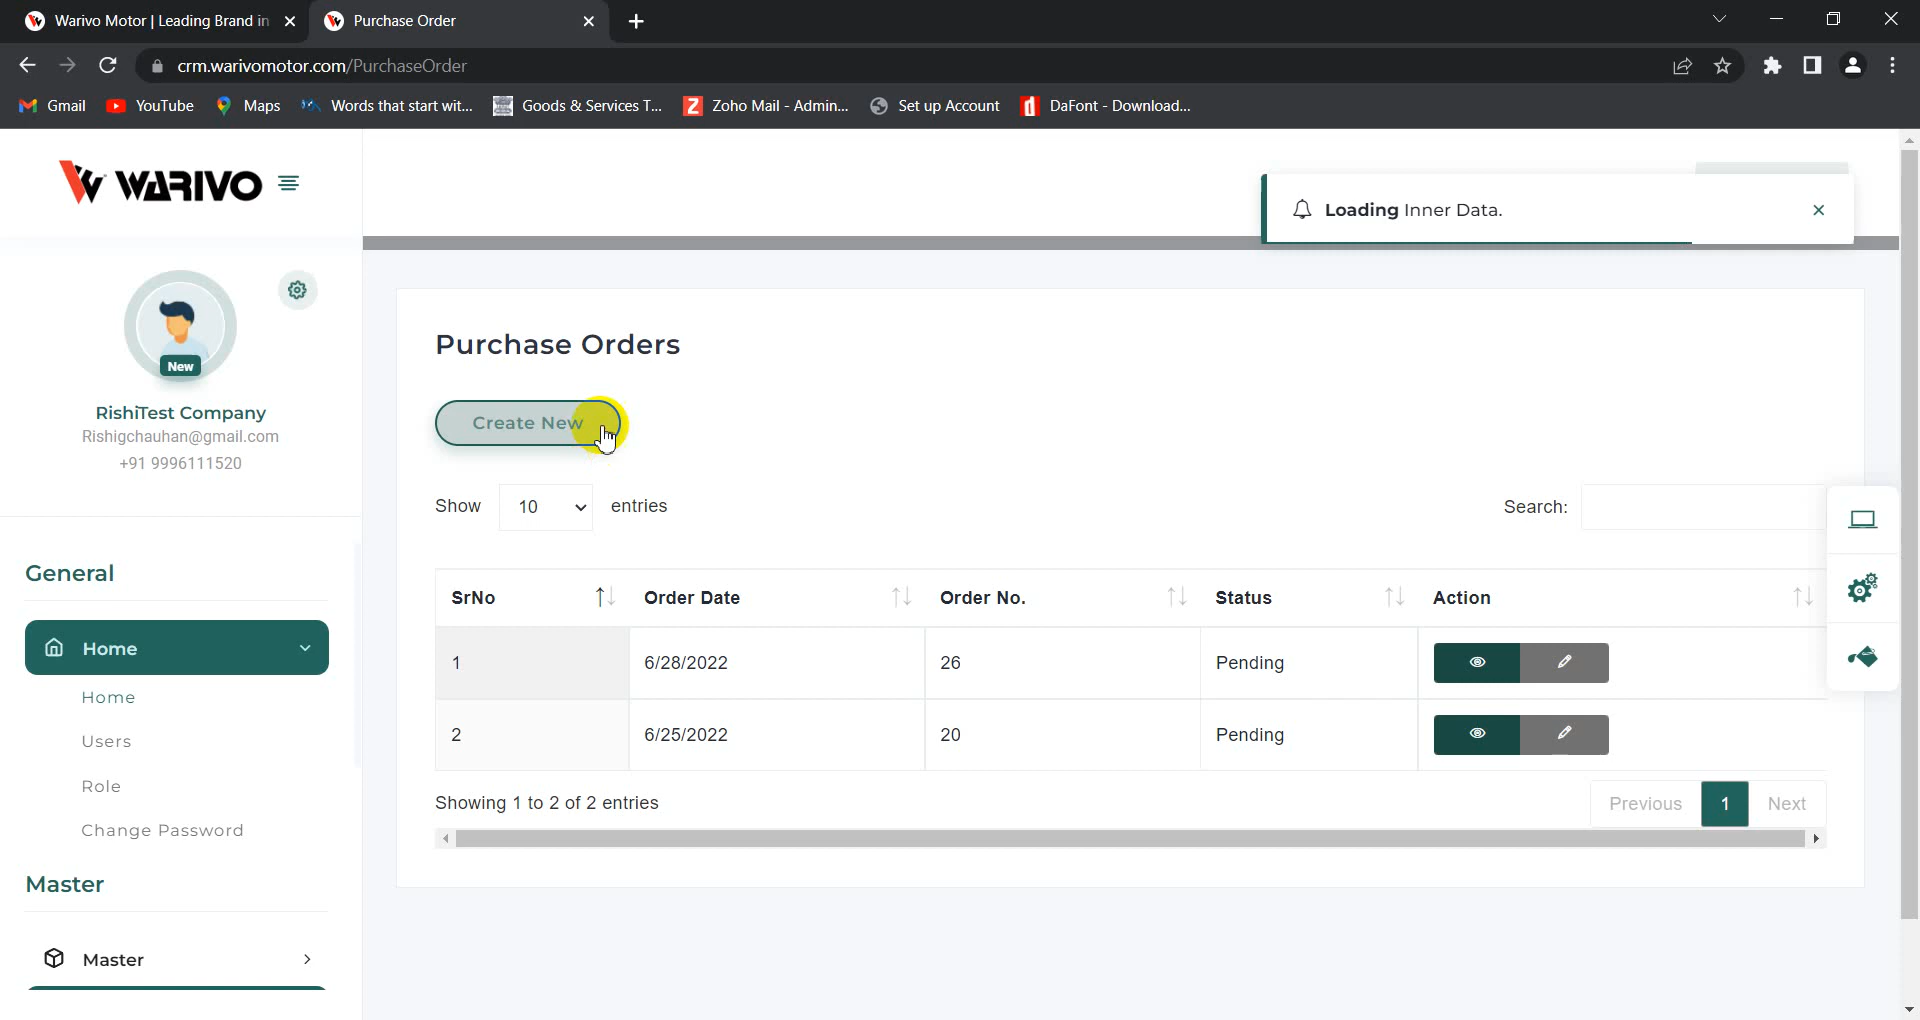 Warivo Motor | Leading Brand in
Purchase Order
crm.warivomotor.com/PurchaseOrder
Gmail
YouTube
Maps
Words that start wit...
Goods & Services T...
Zoho Mail - Admin...
Set up Account
DaFont - Download...
WARIVO
Loading Inner Data.
New
RishiTest Company
Rishigchauhan@gmail.com
+91 9996111520
General
Home
Home
Users
Role
Change Password
Master
Master
Purchase Orders
Create New
Show 10 entries
Search:
SrNo Order Date Order No. Status Action
1 6/28/2022 26 Pending
2 6/25/2022 20 Pending
Showing 1 to 2 of 2 entries
Previous 1 Next